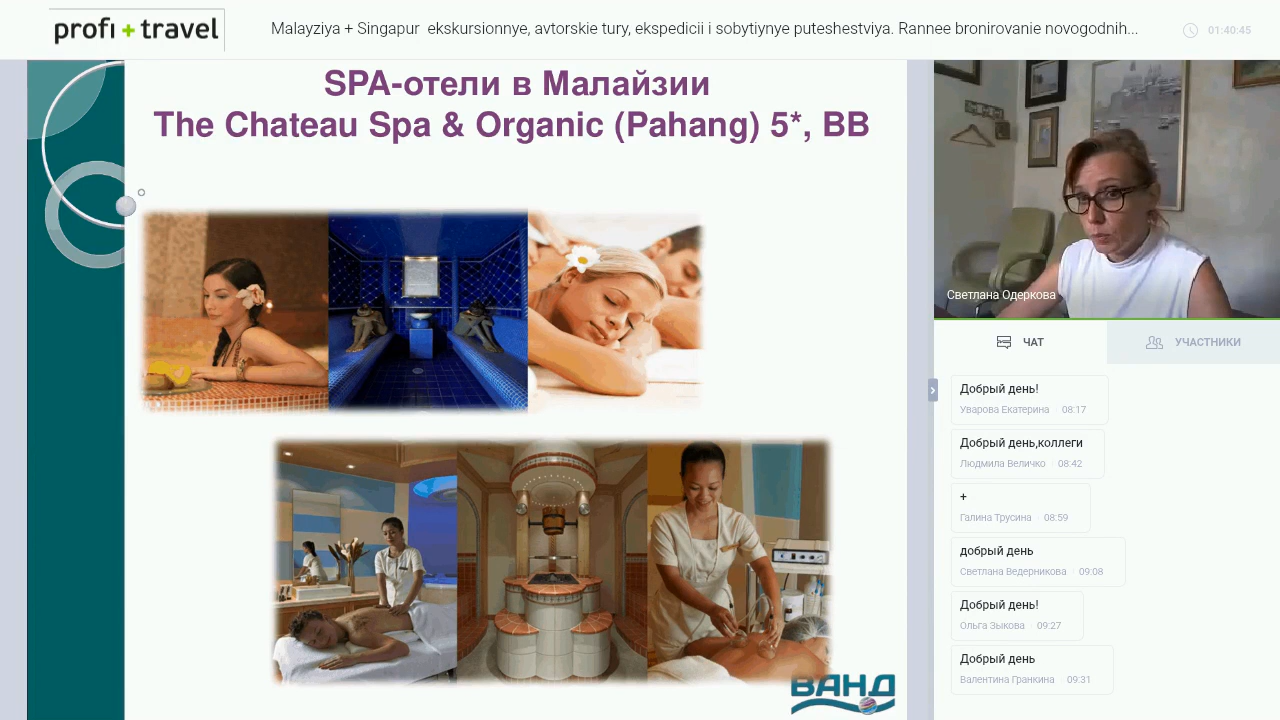 profi + travel
Malayziya + Singapur ekskursionnye, avtorskie tury, ekspedicii i sobytiynye puteshestviya. Rannee bronirovanie novogodnih...
01:40:45
SPA-отели в Малайзии
The Chateau Spa & Organic (Pahang) 5*, BB
ВАНД
Светлана Одеркова
ЧАТ
УЧАСТНИКИ
Добрый день!
Уварова Екатерина 08:17
Добрый день,коллеги
Людмила Величко 08:42
+
Галина Трусина 08:59
добрый день
Светлана Ведерникова 09:08
Добрый день!
Ольга Зыкова 09:27
Добрый день
Валентина Гранкина 09:31